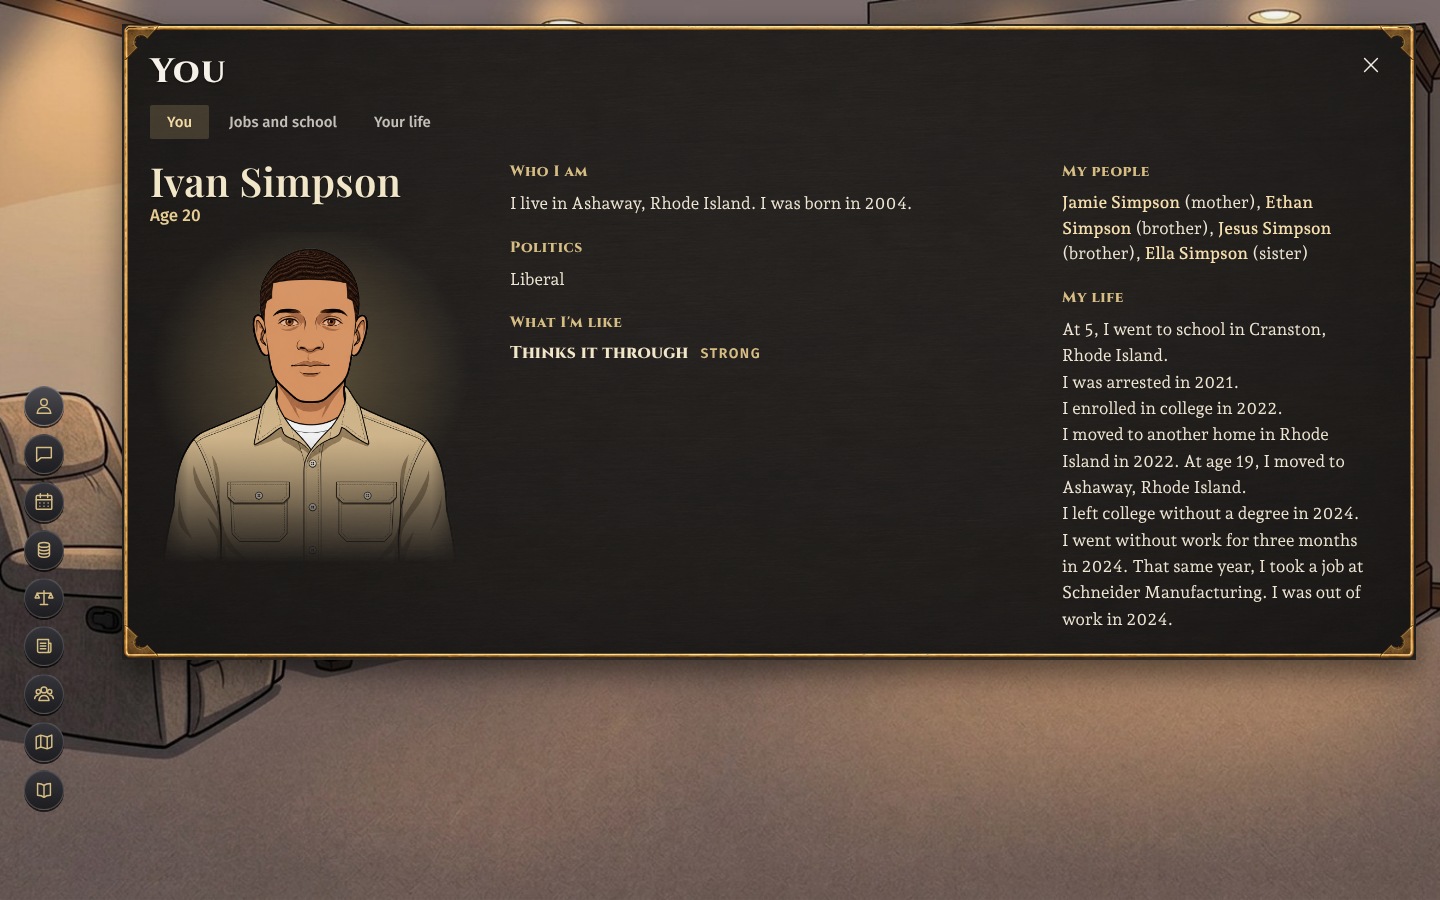 You
You
Jobs and school
Your life
Ivan Simpson
Age 20
Who I am
I live in Ashaway, Rhode Island. I was born in 2004.
Politics
Liberal
What I'm like
Thinks it through STRONG
My people
Jamie Simpson (mother), Ethan
Simpson (brother), Jesus Simpson
(brother), Ella Simpson (sister)
My life
At 5, I went to school in Cranston,
Rhode Island.
I was arrested in 2021.
I enrolled in college in 2022.
I moved to another home in Rhode
Island in 2022. At age 19, I moved to
Ashaway, Rhode Island.
I left college without a degree in 2024.
I went without work for three months
in 2024. That same year, I took a job at
Schneider Manufacturing. I was out of
work in 2024.